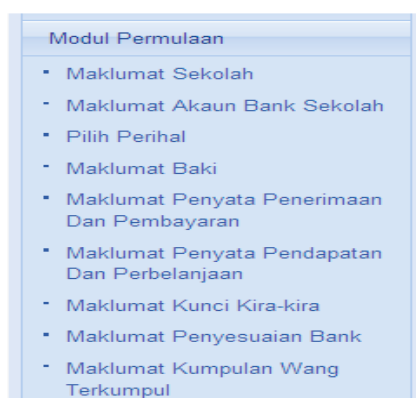 Modul Permulaan
Maklumat Sekolah
Maklumat Akaun Bank Sekolah
Pilih Perihal
Maklumat Baki
Maklumat Penyata Penerimaan
Dan Pembayaran
Maklumat Penyata Pendapatan
Dan Perbelanjaan
Maklumat Kunci Kira-kira
Maklumat Penyesuaian Bank
Maklumat Kumpulan Wang
Terkumpul